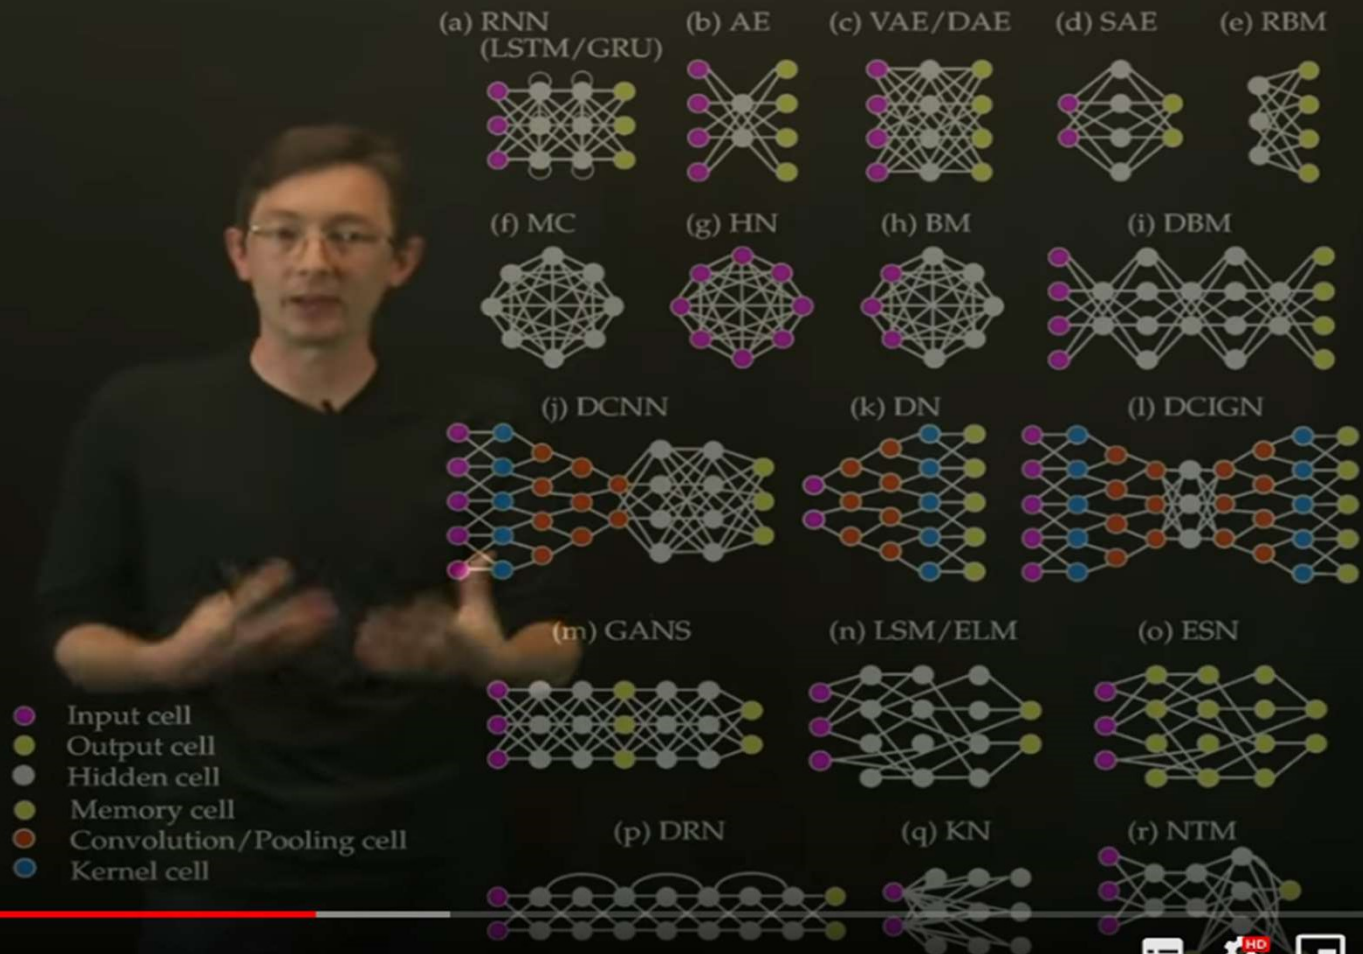 (a) RNN
(LSTM/GRU)
(b) AE
(c) VAE/DAE
(d) SAE
(e) RBM
(f) MC
(g) HN
(h) BM
(i) DBM
(j) DCNN
(k) DN
(l) DCIGN
(m) GANS
(n) LSM/ELM
(o) ESN
Input cell
Output cell
Hidden cell
Memory cell
Convolution/Pooling cell
Kernel cell
(p) DRN
(q) KN
(r) NTM
HD